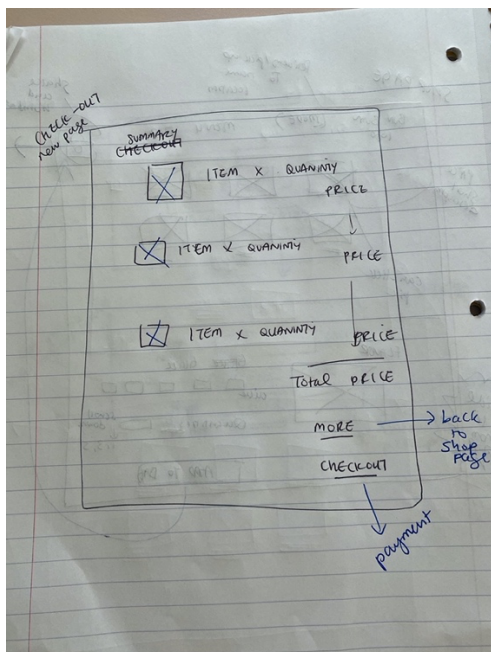 CHECK-OUT
new page
SUMMARY
CHECKOUT
ITEM X QUANINTY
PRICE
ITEM X QUANINTY
PRICE
ITEM X QUANINTY
PRICE
Total PRICE
MORE
back
to
shop
page
CHECKOUT
payment